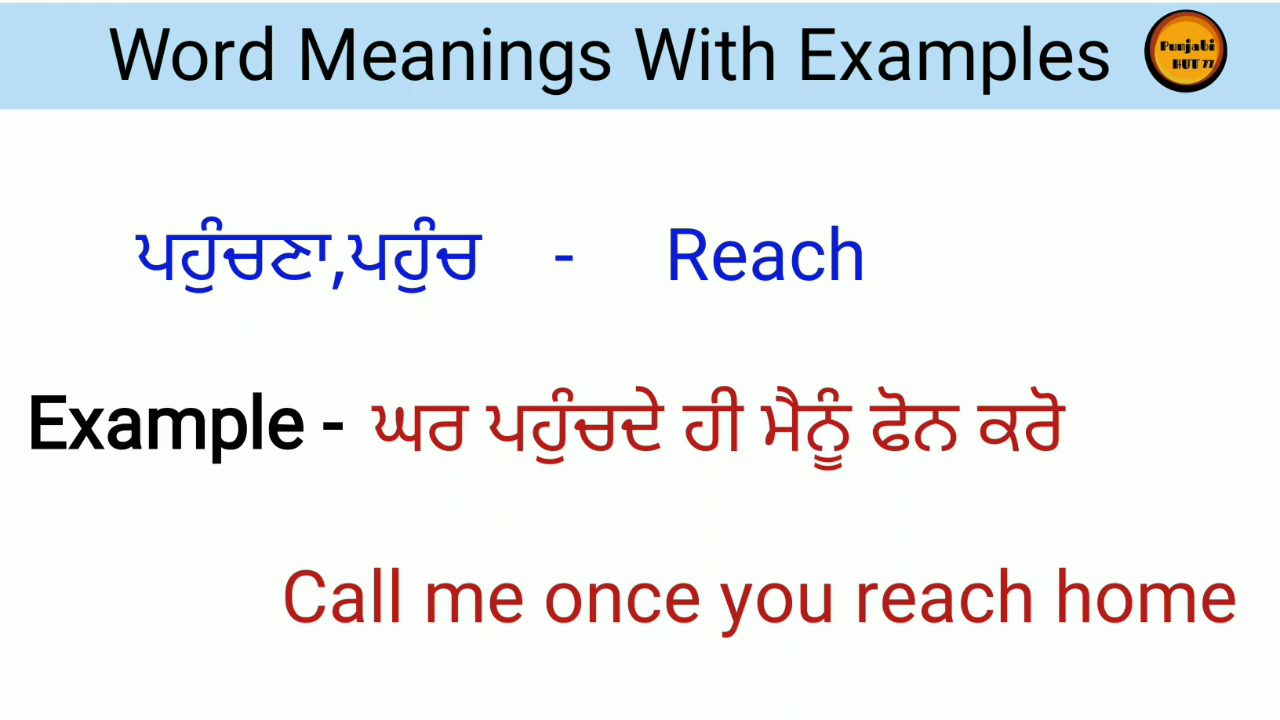 Word Meanings With Examples
Punjabi
HUT 77
ਪਹੁੰਚਣਾ,ਪਹੁੰਚ - Reach
Example - ਘਰ ਪਹੁੰਚਦੇ ਹੀ ਮੈਨੂੰ ਫੋਨ ਕਰੋ
Call me once you reach home